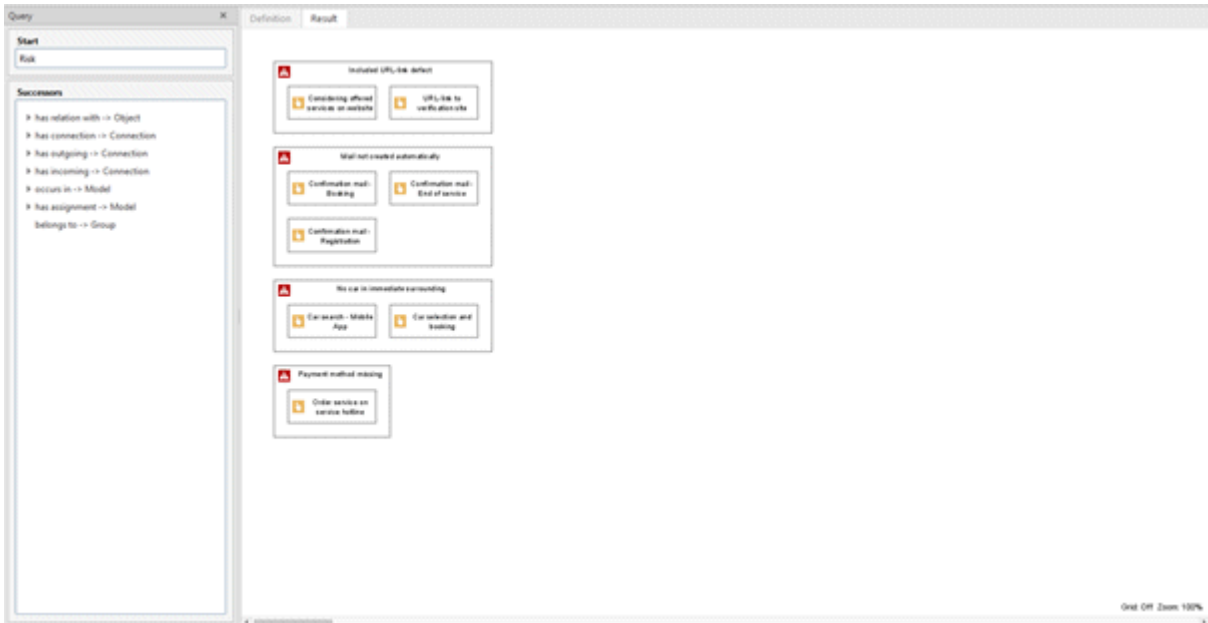 Query
Start
Risk
Successors
has relation with -> Object
has connection -> Connection
has outgoing -> Connection
has incoming -> Connection
occurs in -> Model
has assignment -> Model
belongs to -> Group
Definition Result
Included URL-link defect
Considering offered
services on website
URL-link to
verification site
Mail not created automatically
Confirmation mail -
Booking
Confirmation mail -
End of service
Confirmation mail -
Registration
No car in immediate surrounding
Car search - Mobile
App
Car selection and
booking
Payment method missing
Order service on
service hotline
Grid: Off Zoom: 100%